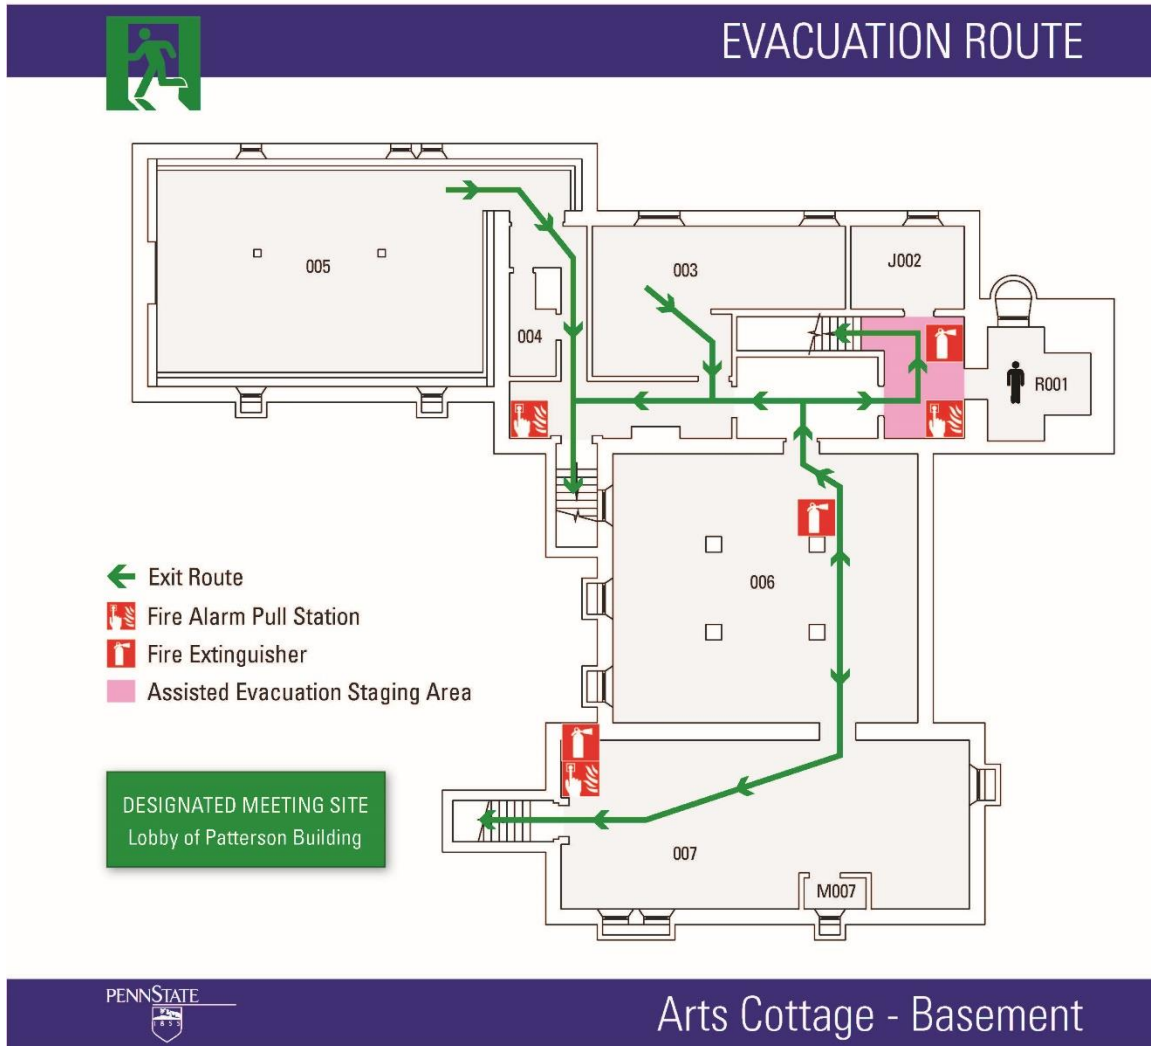 EVACUATION ROUTE
005
003
J002
004
R001
006
Exit Route
Fire Alarm Pull Station
Fire Extinguisher
Assisted Evacuation Staging Area
DESIGNATED MEETING SITE
Lobby of Patterson Building
007
M007
PENNSTATE
1855
Arts Cottage - Basement